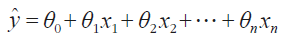 ŷ = θ₀ + θ₁x₁ + θ₂x₂ + ⋯ + θₙxₙ